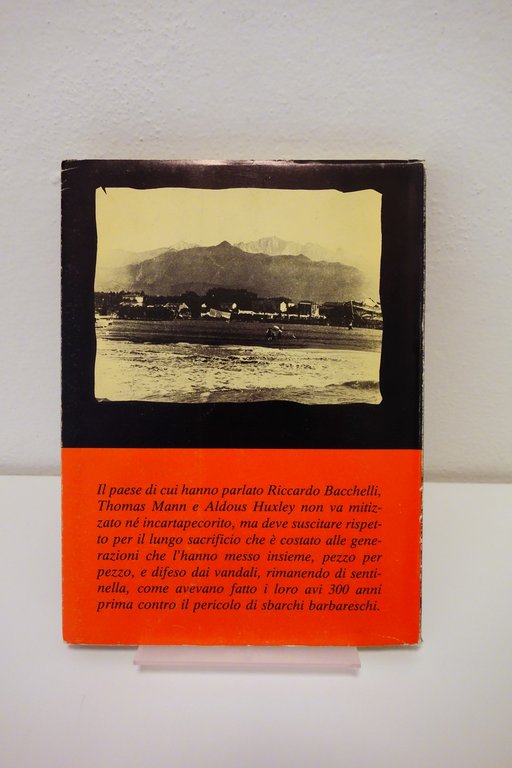 Il paese di cui hanno parlato Riccardo Bacchelli,
Thomas Mann e Aldous Huxley non va mitiz-
zato né incartapecorito, ma deve suscitare rispet-
to per il lungo sacrificio che è costato alle gene-
razioni che l'hanno messo insieme, pezzo per
pezzo, e difeso dai vandali, rimanendo di senti-
nella, come avevano fatto i loro avi 300 anni
prima contro il pericolo di sbarchi barbareschi.